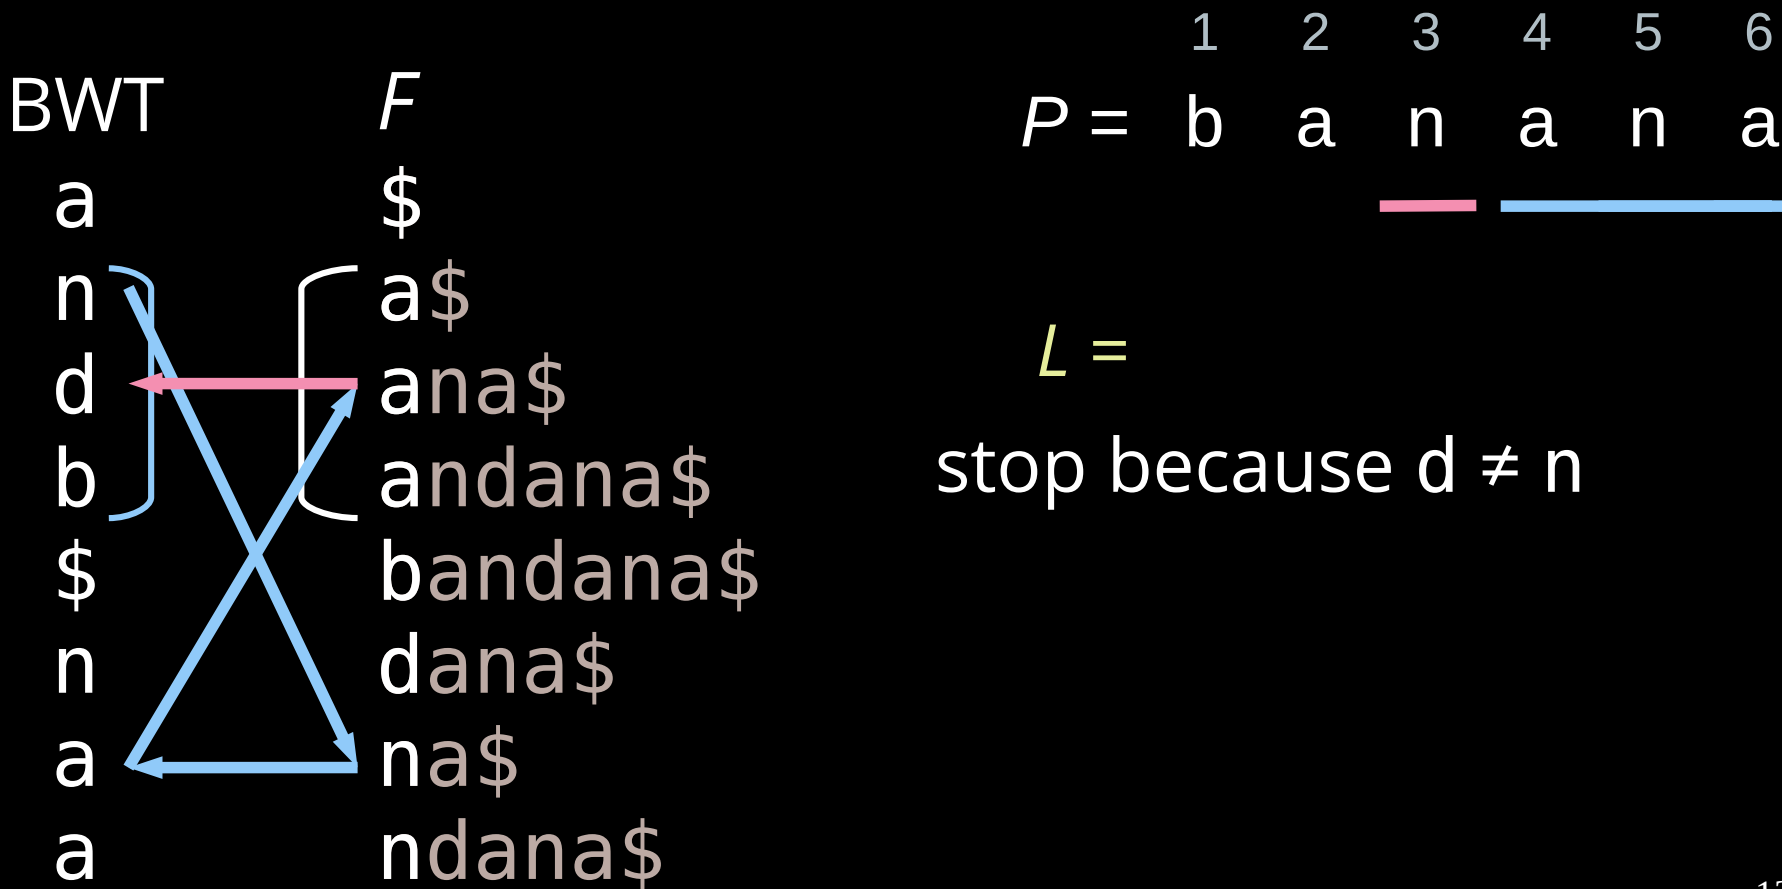 1 2 3 4 5 6
BWT F
P = b a n a n a
a $
n a$
d ana$
L =
b andana$
stop because d ≠ n
$ bandana$
n dana$
a na$
a ndana$